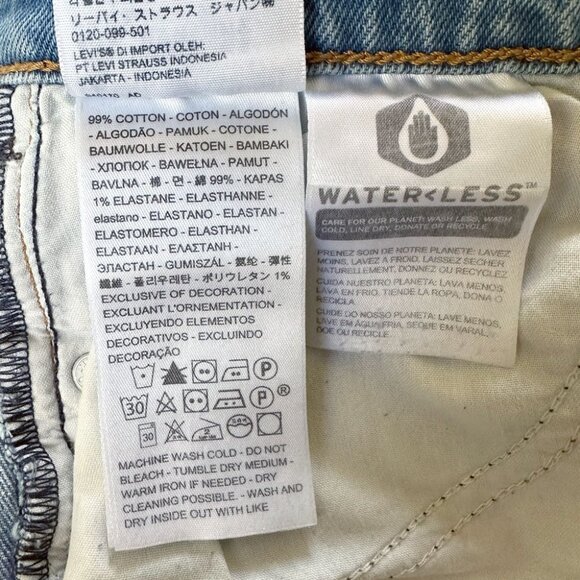 リーバイ・ストラウス ジャパン㈱
0120-099-501
LEVI'S® DI IMPORT OLEH:
PT LEVI STRAUSS INDONESIA
JAKARTA - INDONESIA
99% COTTON - COTON - ALGODÓN
- ALGODÃO - PAMUK - COTONE -
BAUMWOLLE - KATOEN - BAMBAKI
- ХЛОПОК - BAWEŁNA - PAMUT -
BAVLNA - 棉 - 면 - 綿 99% - KAPAS
1% ELASTANE - ELASTHANNE -
elastano - ELASTANO - ELASTAN -
ELASTOMERO - ELASTHAN -
ELASTAAN - ΕΛΑΣΤΑΝΗ -
ЭЛАСТАН - GUMISZÁL - 氨纶 - 彈性
纖維 - 폴리우레탄 - ポリウレタン 1%
EXCLUSIVE OF DECORATION -
EXCLUANT L'ORNEMENTATION -
EXCLUYENDO ELEMENTOS
DECORATIVOS - EXCLUINDO
DECORAÇÃO
P
30 P ®
30 2
MACHINE WASH COLD - DO NOT
BLEACH - TUMBLE DRY MEDIUM -
WARM IRON IF NEEDED - DRY
CLEANING POSSIBLE. - WASH AND
DRY INSIDE OUT WITH LIKE
WATER<LESS™
CARE FOR OUR PLANET: WASH LESS, WASH
COLD, LINE DRY, DONATE OR RECYCLE.
PRENEZ SOIN DE NOTRE PLANETE: LAVEZ
MOINS, LAVEZ A FROID, LAISSEZ SECHER
NATURELLEMENT, DONNEZ OU RECYCLEZ.
CUIDA NUESTRO PLANETA: LAVA MENOS,
LAVA EN FRIO, TIENDE LA ROPA, DONA O
RECICLA
CUIDE DO NOSSO PLANETA: LAVE MENOS,
LAVE EM AGUA FRIA, SEQUE EM VARAL,
DOE OU RECICLE.